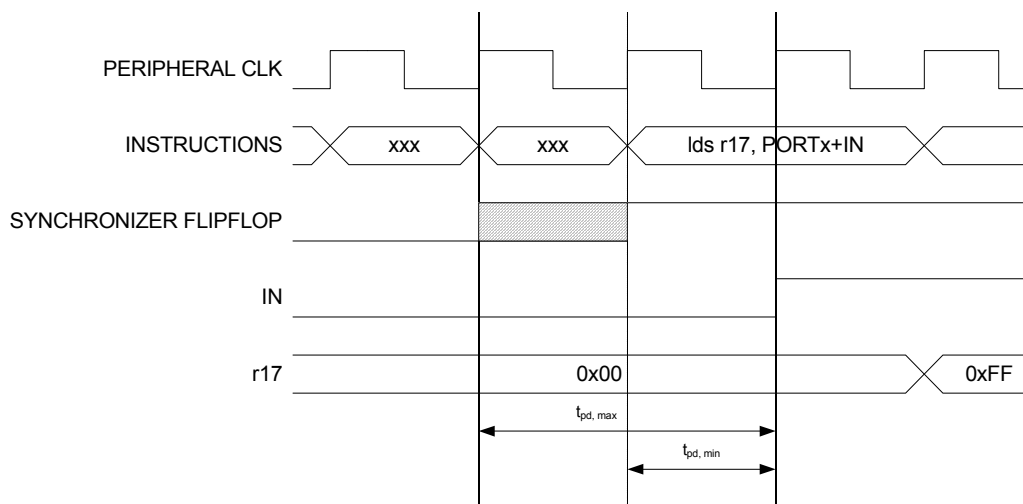 PERIPHERAL CLK
INSTRUCTIONS xxx xxx lds r17, PORTx+IN
SYNCHRONIZER FLIPFLOP
IN
r17 0x00 0xFF
tpd, max
tpd, min